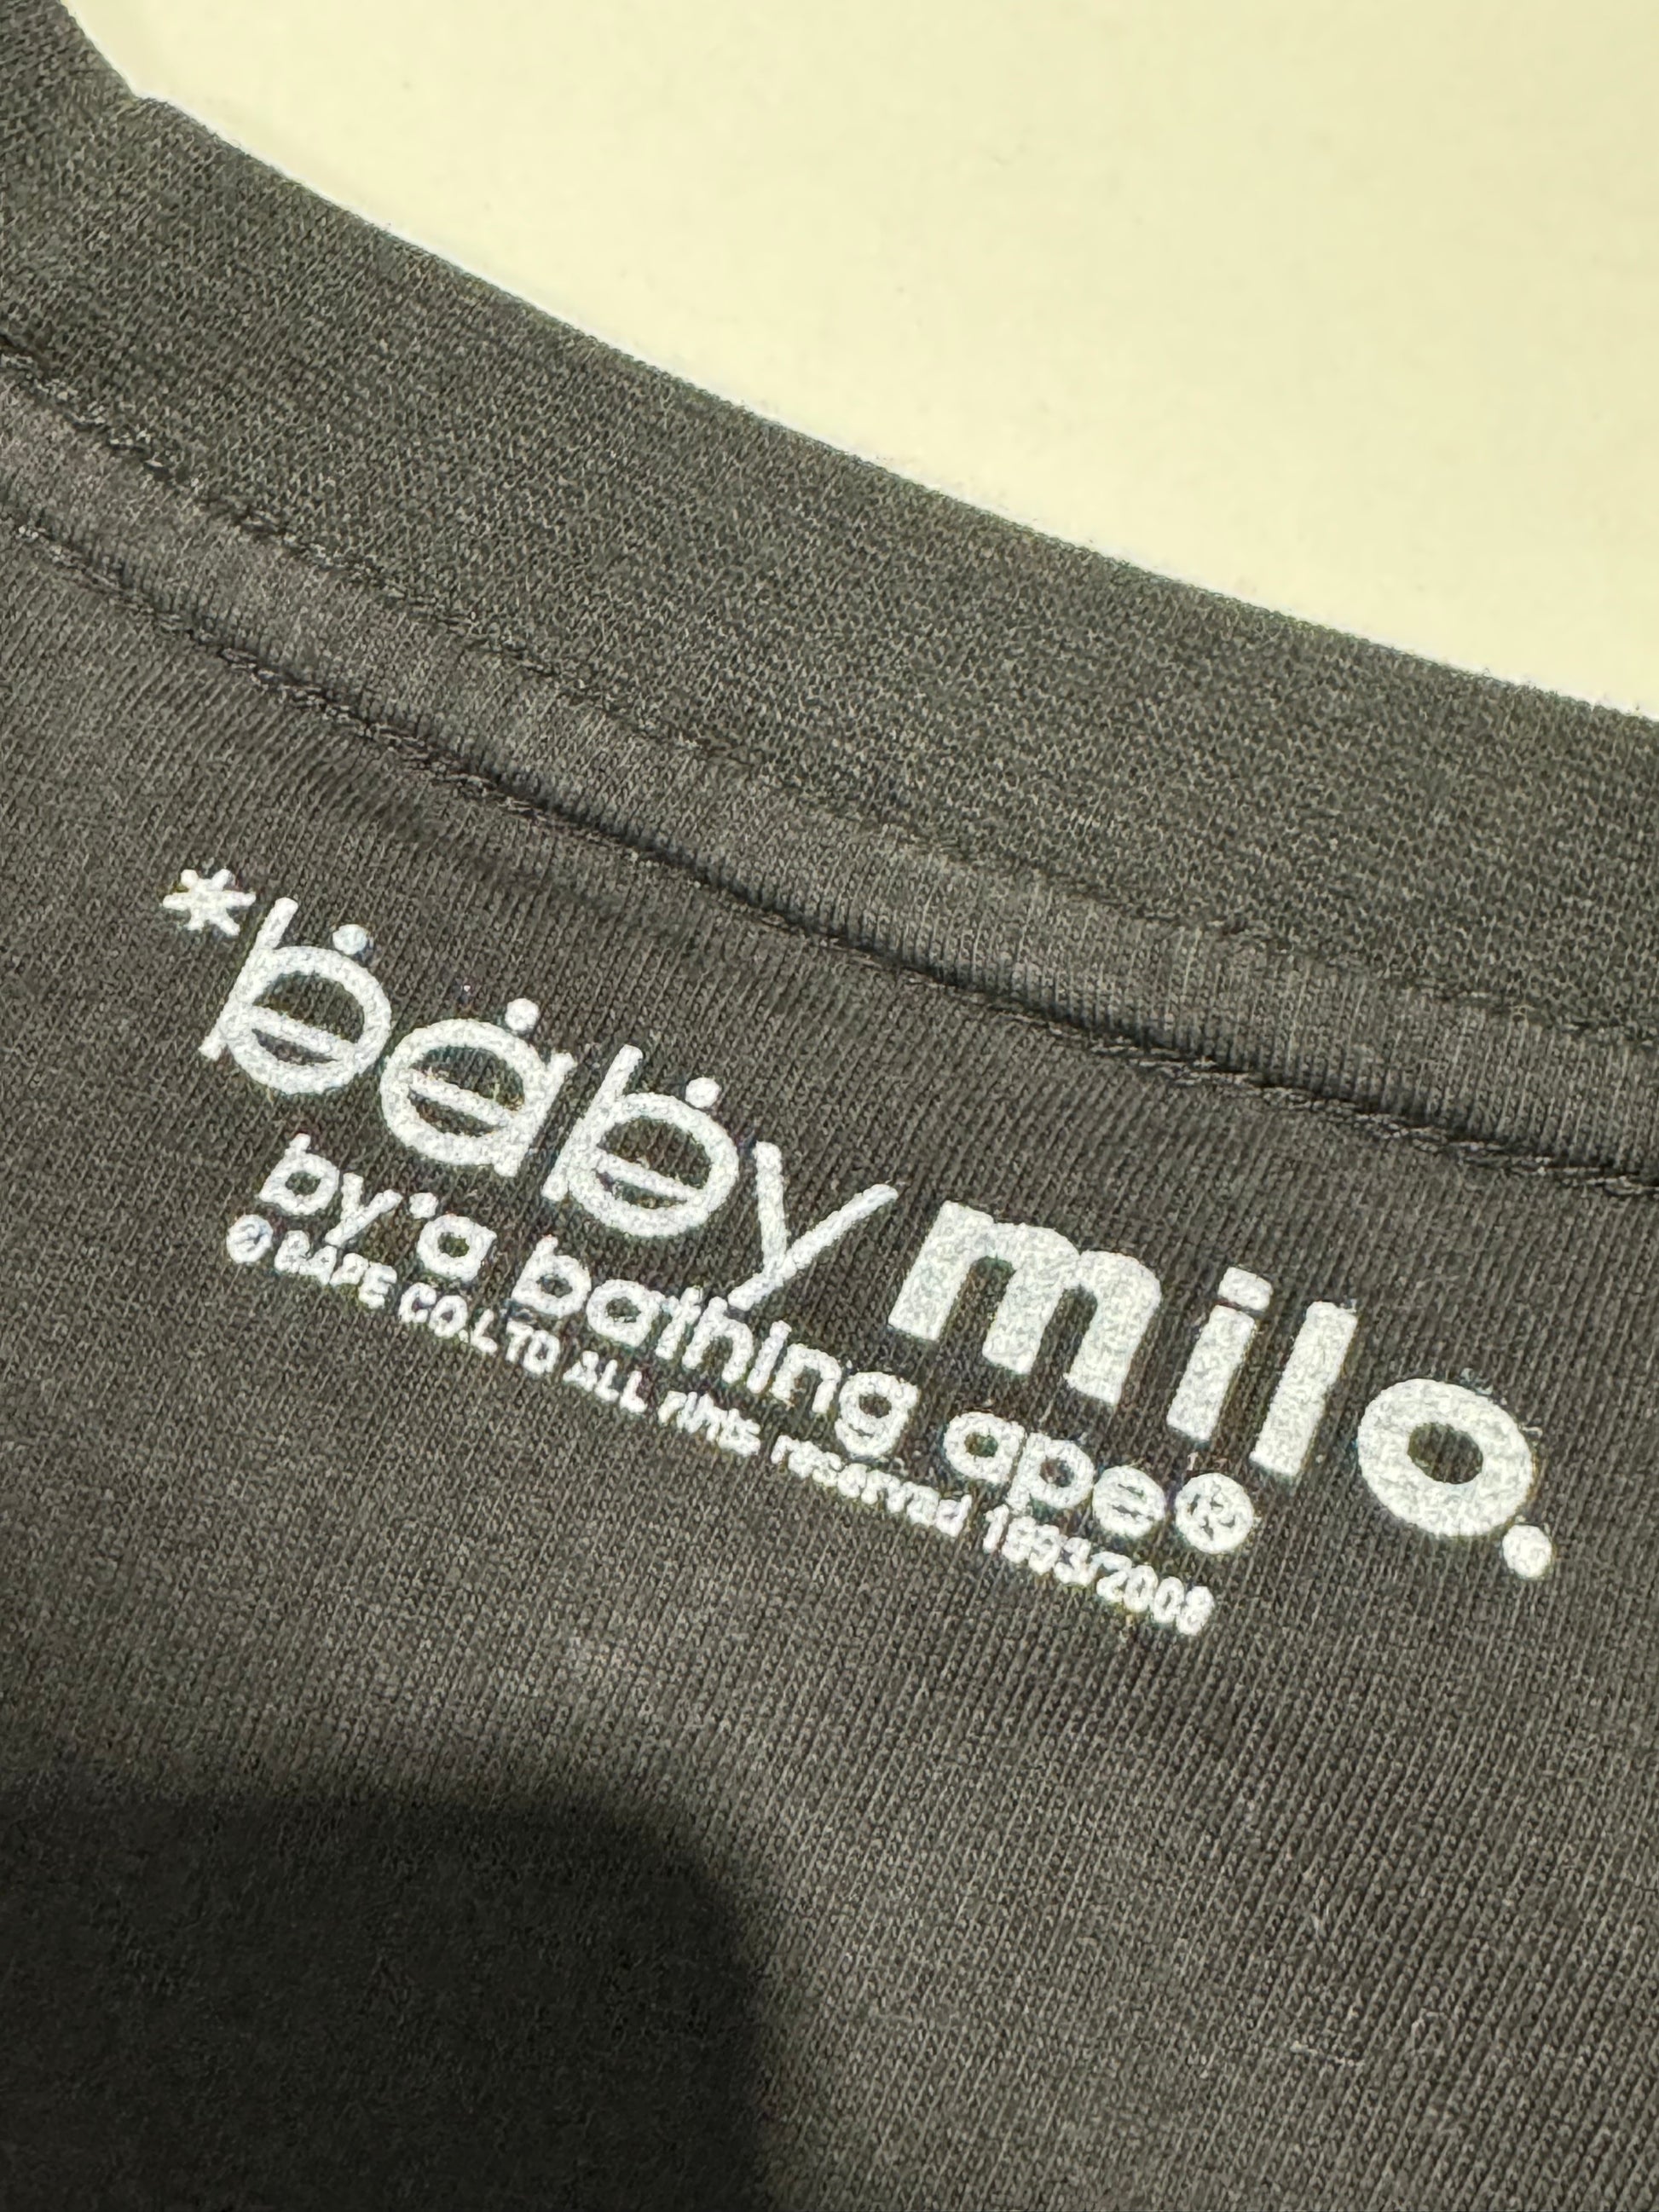 *baby milo.
by*a bathing ape®
© BAPE CO.LTD ALL rihts reserved 1993/2008